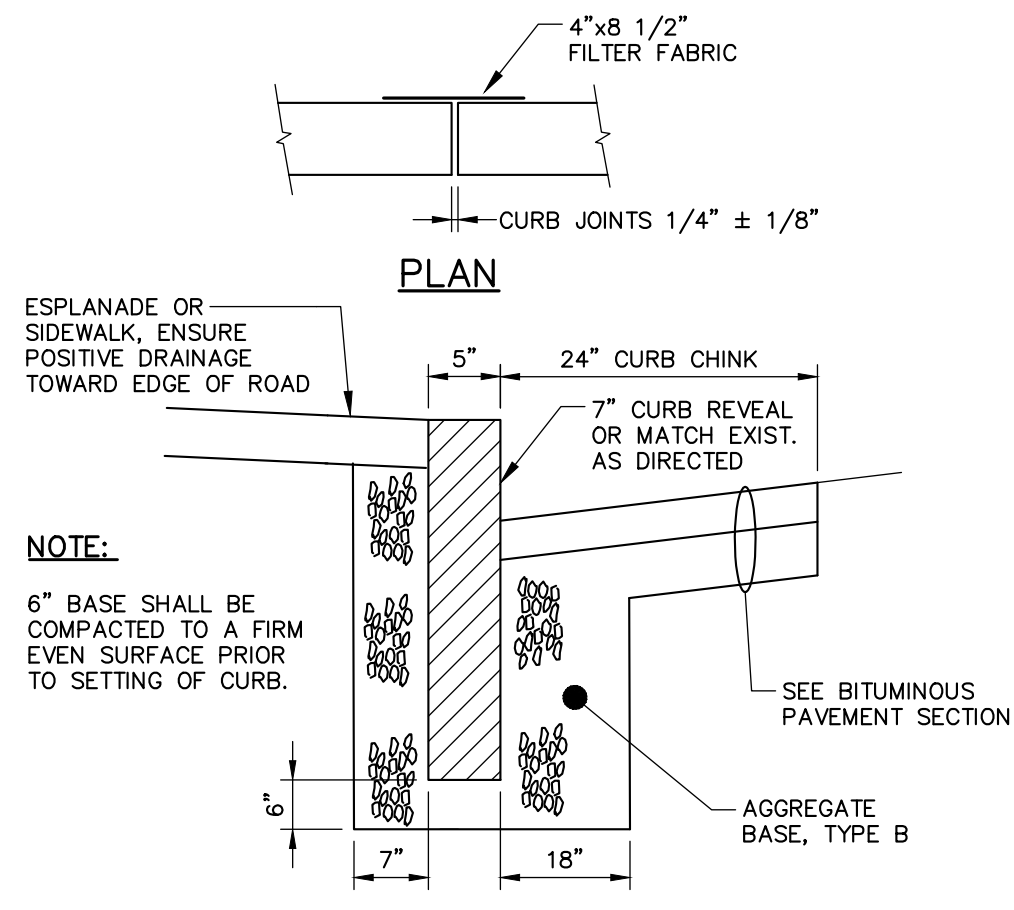 4"x8 1/2"
FILTER FABRIC
CURB JOINTS 1/4" ± 1/8"
PLAN
ESPLANADE OR
SIDEWALK, ENSURE
POSITIVE DRAINAGE
TOWARD EDGE OF ROAD
5"
24" CURB CHINK
7" CURB REVEAL
OR MATCH EXIST.
AS DIRECTED
NOTE:
6" BASE SHALL BE
COMPACTED TO A FIRM
EVEN SURFACE PRIOR
TO SETTING OF CURB.
SEE BITUMINOUS
PAVEMENT SECTION
6"
AGGREGATE
BASE, TYPE B
7"
18"